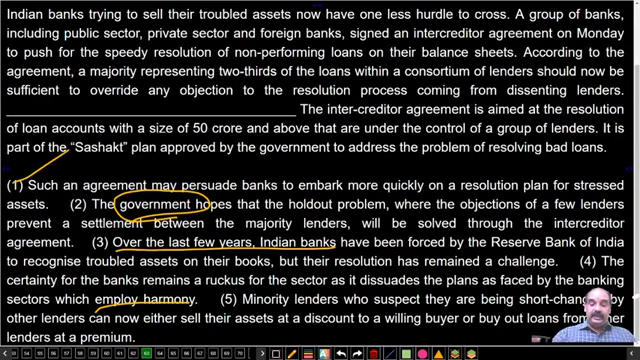 Indian banks trying to sell their troubled assets now have one less hurdle to cross. A group of banks,
including public sector, private sector and foreign banks, signed an intercreditor agreement on Monday
to push for the speedy resolution of non-performing loans on their balance sheets. According to the
agreement, a majority representing two-thirds of the loans within a consortium of lenders should now be
sufficient to override any objection to the resolution process coming from dissenting lenders.
____________________________________ The inter-creditor agreement is aimed at the resolution
of loan accounts with a size of 50 crore and above that are under the control of a group of lenders. It is
part of the “Sashakt” plan approved by the government to address the problem of resolving bad loans.
(1) Such an agreement may persuade banks to embark more quickly on a resolution plan for stressed
assets. (2) The government hopes that the holdout problem, where the objections of a few lenders
prevent a settlement between the majority lenders, will be solved through the intercreditor
agreement. (3) Over the last few years, Indian banks have been forced by the Reserve Bank of India
to recognise troubled assets on their books, but their resolution has remained a challenge. (4) The
certainty for the banks remains a ruckus for the sector as it dissuades the plans as faced by the banking
sectors which employ harmony. (5) Minority lenders who suspect they are being short-changed by
other lenders can now either sell their assets at a discount to a willing buyer or buy out loans from
lenders at a premium.